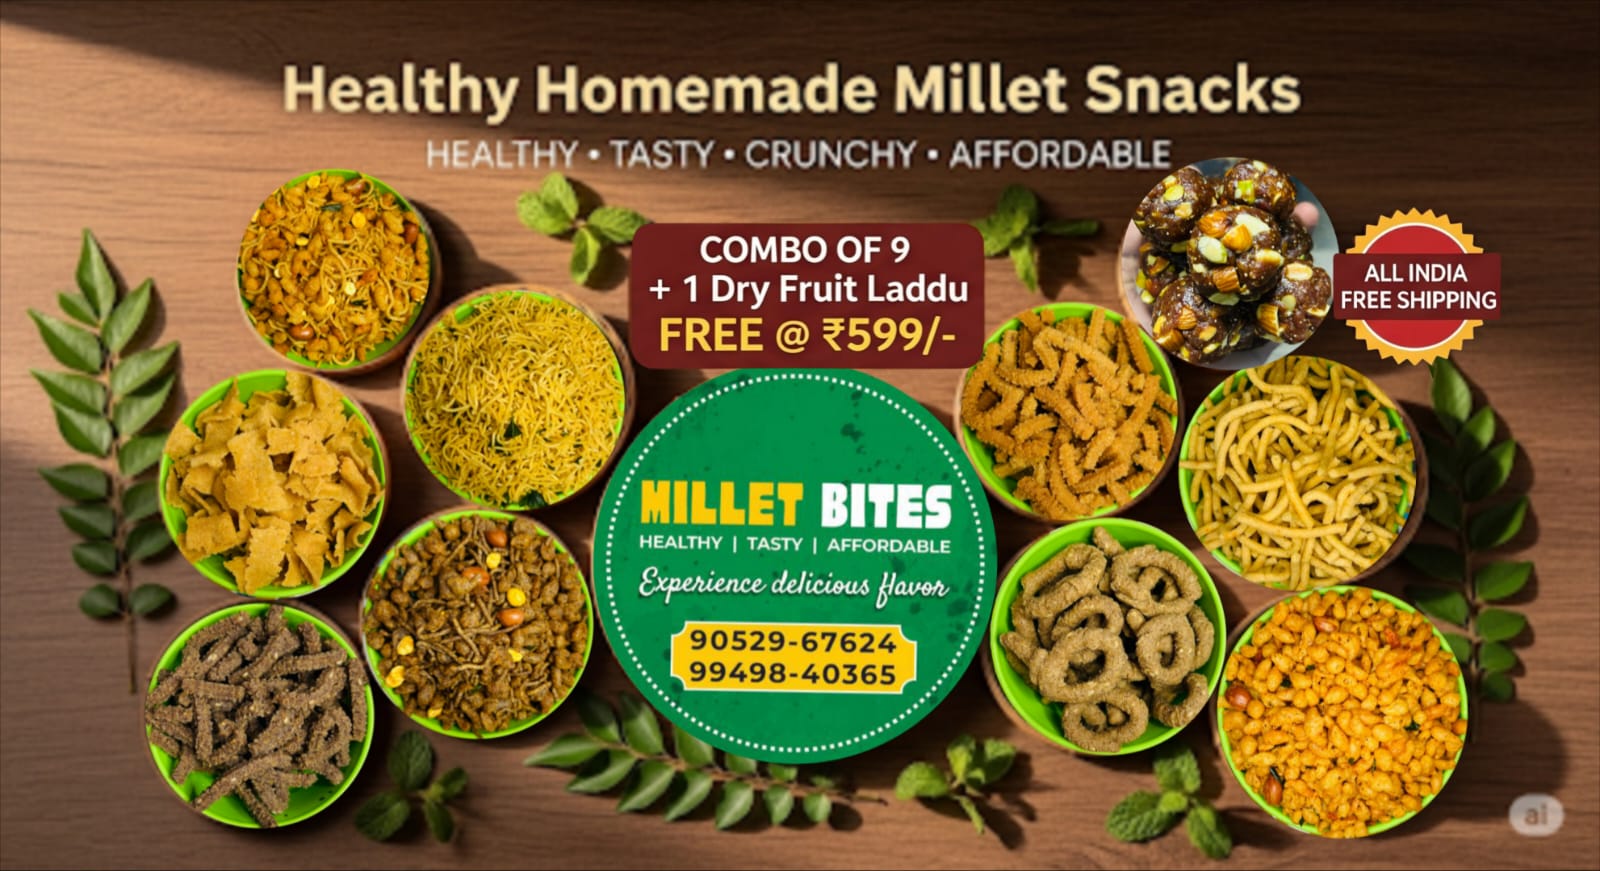 Healthy Homemade Millet Snacks
HEALTHY • TASTY • CRUNCHY • AFFORDABLE
COMBO OF 9
+ 1 Dry Fruit Laddu
FREE @ ₹599/-
ALL INDIA
FREE SHIPPING
MILLET BITES
HEALTHY | TASTY | AFFORDABLE
Experience delicious flavor
90529-67624
99498-40365
ai